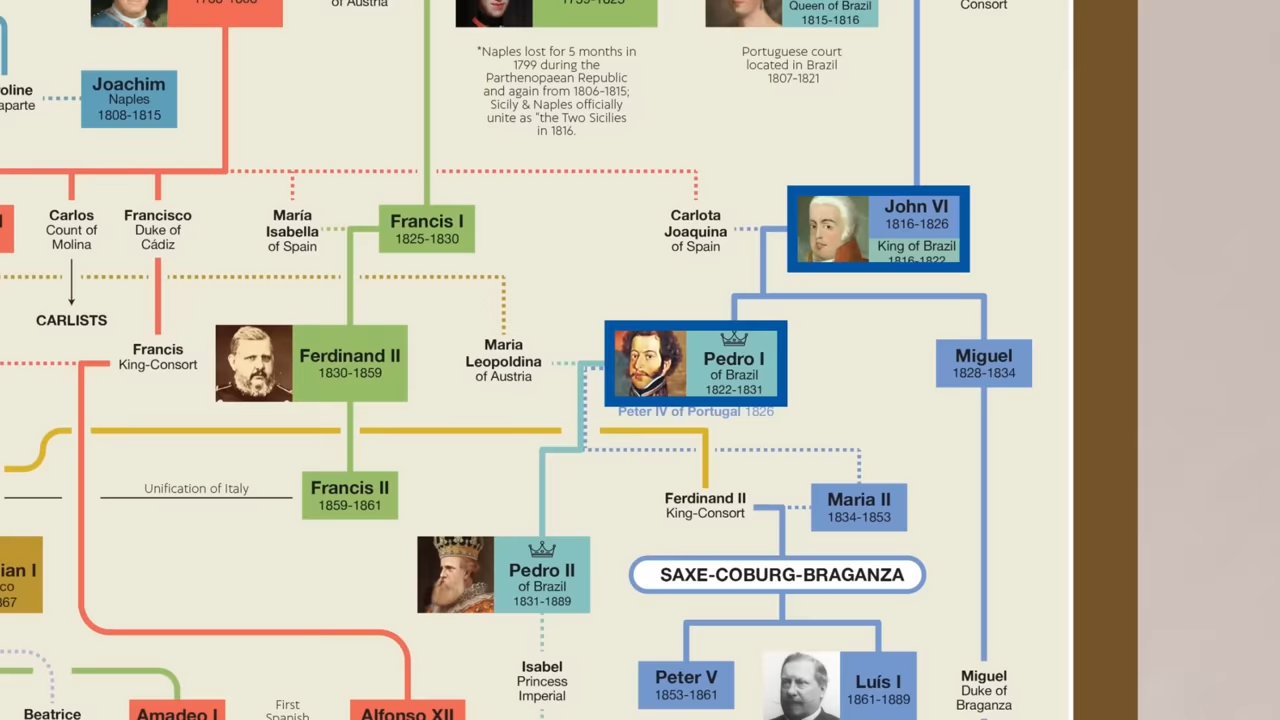 of Austria
Queen of Brazil
1815-1816
Consort
*Naples lost for 5 months in
1799 during the
Parthenopaean Republic
and again from 1806-1815;
Sicily & Naples officially
unite as "the Two Sicilies
in 1816.
Portuguese court
located in Brazil
1807-1821
Joachim
Naples
1808-1815
Carlos
Count of
Molina
Francisco
Duke of
Cádiz
María
Isabella
of Spain
Francis I
1825-1830
Carlota
Joaquina
of Spain
John VI
1816-1826
King of Brazil
1816-1822
CARLISTS
Francis
King-Consort
Ferdinand II
1830-1859
Maria
Leopoldina
of Austria
Pedro I
of Brazil
1822-1831
Peter IV of Portugal 1826
Miguel
1828-1834
Unification of Italy
Francis II
1859-1861
Ferdinand II
King-Consort
Maria II
1834-1853
Pedro II
of Brazil
1831-1889
SAXE-COBURG-BRAGANZA
Isabel
Princess
Imperial
Peter V
1853-1861
Luís I
1861-1889
Miguel
Duke of
Braganza
Beatrice
Amadeo I
First
Spanish
Alfonso XII